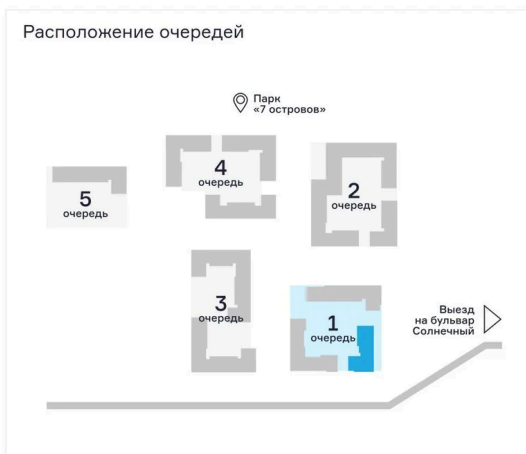 Расположение очередей
Парк
«7 островов»
4
очередь
2
очередь
5
очередь
3
очередь
1
очередь
Выезд
на бульвар
Солнечный